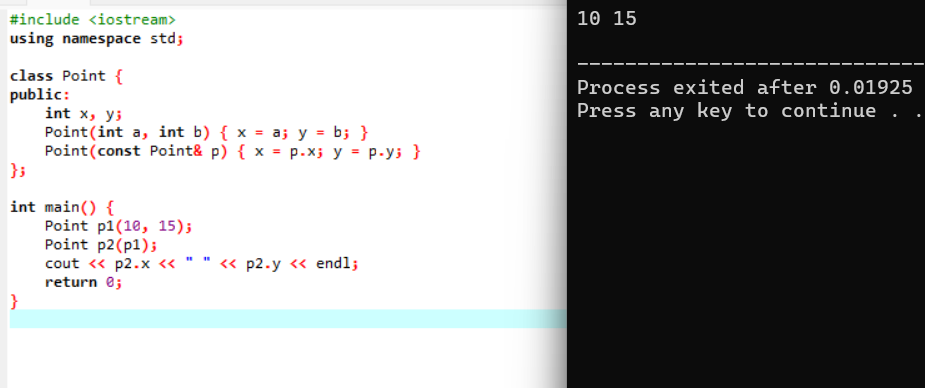 #include <iostream>
using namespace std;

class Point {
public:
    int x, y;
    Point(int a, int b) { x = a; y = b; }
    Point(const Point& p) { x = p.x; y = p.y; }
};

int main() {
    Point p1(10, 15);
    Point p2(p1);
    cout << p2.x << " " << p2.y << endl;
    return 0;
}

10 15

--------------------------------
Process exited after 0.01925
Press any key to continue . .